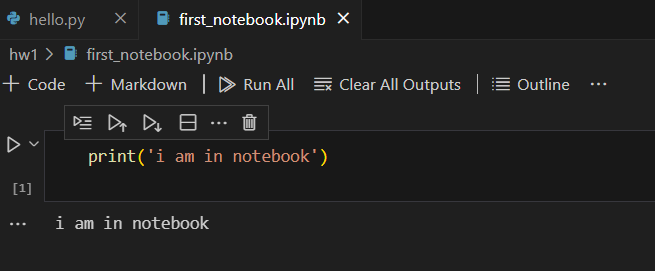 hello.py first_notebook.ipynb
hw1 > first_notebook.ipynb
+ Code + Markdown Run All Clear All Outputs Outline ...
...
print('i am in notebook')
[1]
... i am in notebook